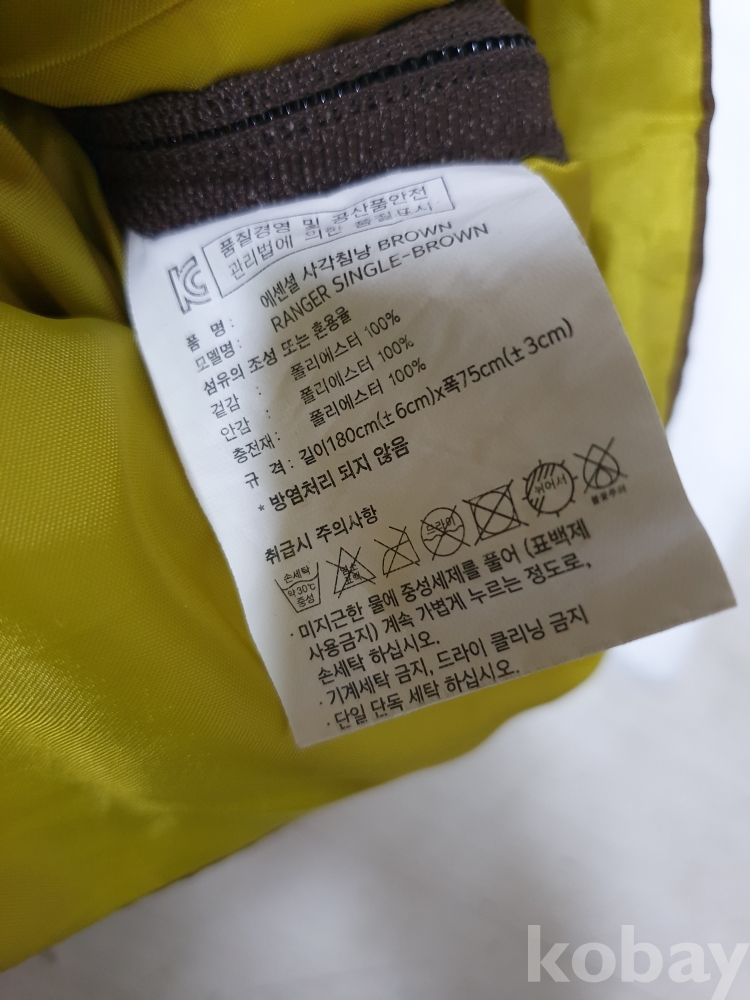 품질경영 및 공산품안전
관리법에 의한 품질표시
품 명: 에센셜 사각침낭 BROWN
모델명: RANGER SINGLE-BROWN
섬유의 조성 또는 혼용율
겉감 : 폴리에스터 100%
안감 : 폴리에스터 100%
충전재: 폴리에스터 100%
규 격: 길이180cm(±6cm)x폭75cm(±3cm)
* 방염처리 되지 않음
취급시 주의사항
손세탁
약30℃
중성
염소
표백
드라이
뉘어서
불꽃주의
· 미지근한 물에 중성세제를 풀어 (표백제
사용금지) 계속 가볍게 누르는 정도로,
손세탁 하십시오.
· 기계세탁 금지, 드라이 클리닝 금지
· 단일 단독 세탁 하십시오.
kobay